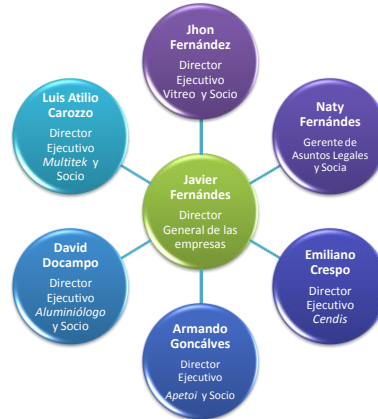 Jhon
Fernández
Director
Ejecutivo
Vitreo y Socio
Luis Atilio
Carozzo
Director
Ejecutivo
Multitek y
Socio
Naty
Fernándes
Gerente de
Asuntos Legales
y Socia
Javier
Fernándes
Director
General de las
empresas
David
Docampo
Director
Ejecutivo
Aluminiólogo
y Socio
Emiliano
Crespo
Director
Ejecutivo
Cendis
Armando
Goncálves
Director
Ejecutivo
Apetoi y Socio